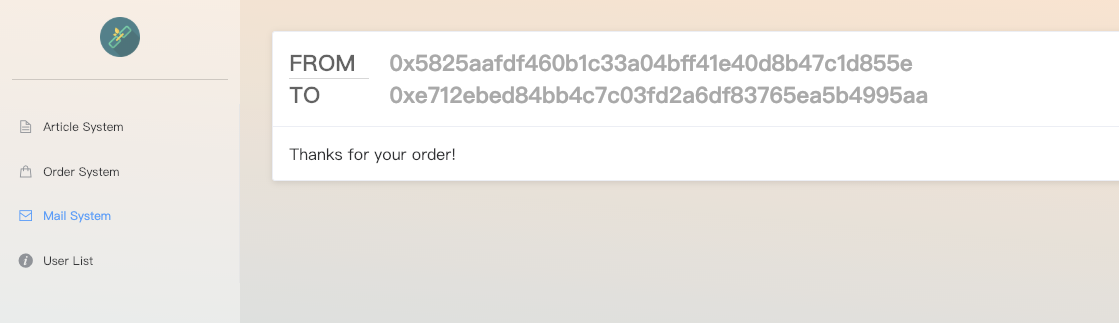 Article System
Order System
Mail System
User List
FROM 0x5825aafdf460b1c33a04bff41e40d8b47c1d855e
TO 0xe712ebed84bb4c7c03fd2a6df83765ea5b4995aa
Thanks for your order!